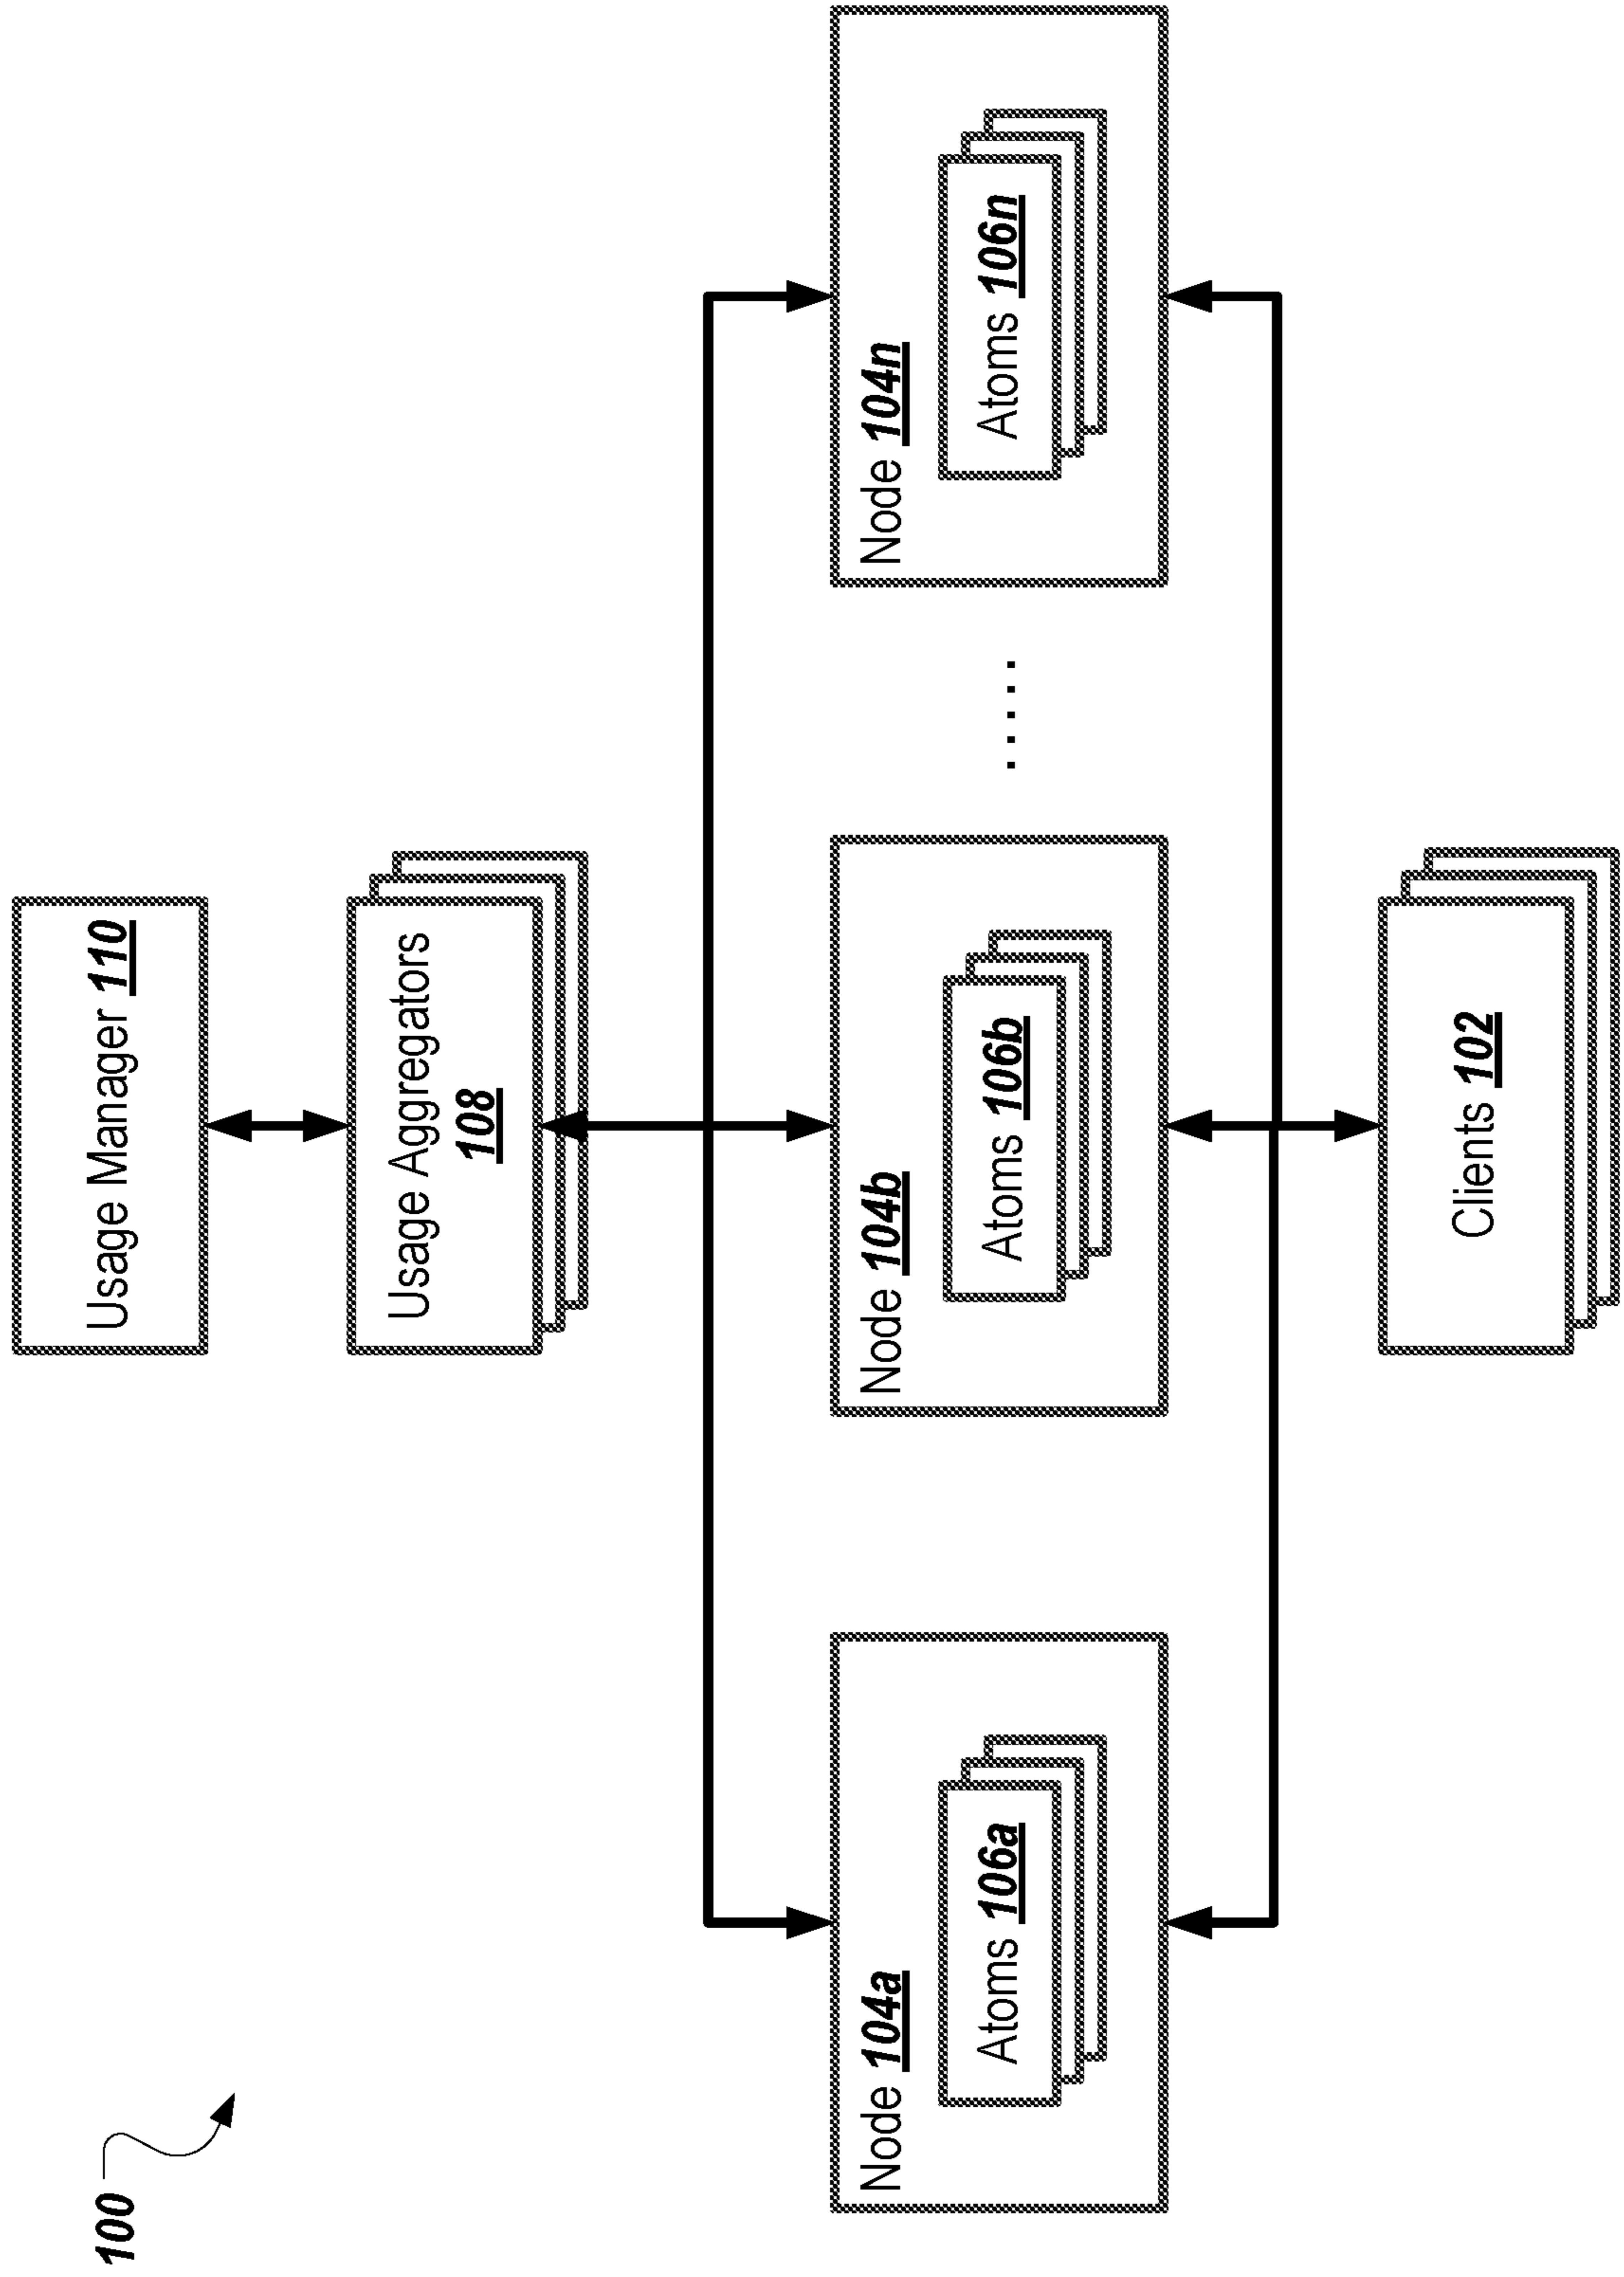 100
Usage Manager 110
Usage Aggregators
108
Node 104a
Atoms 106a
Node 104b
Atoms 106b
.....
Node 104n
Atoms 106n
Clients 102